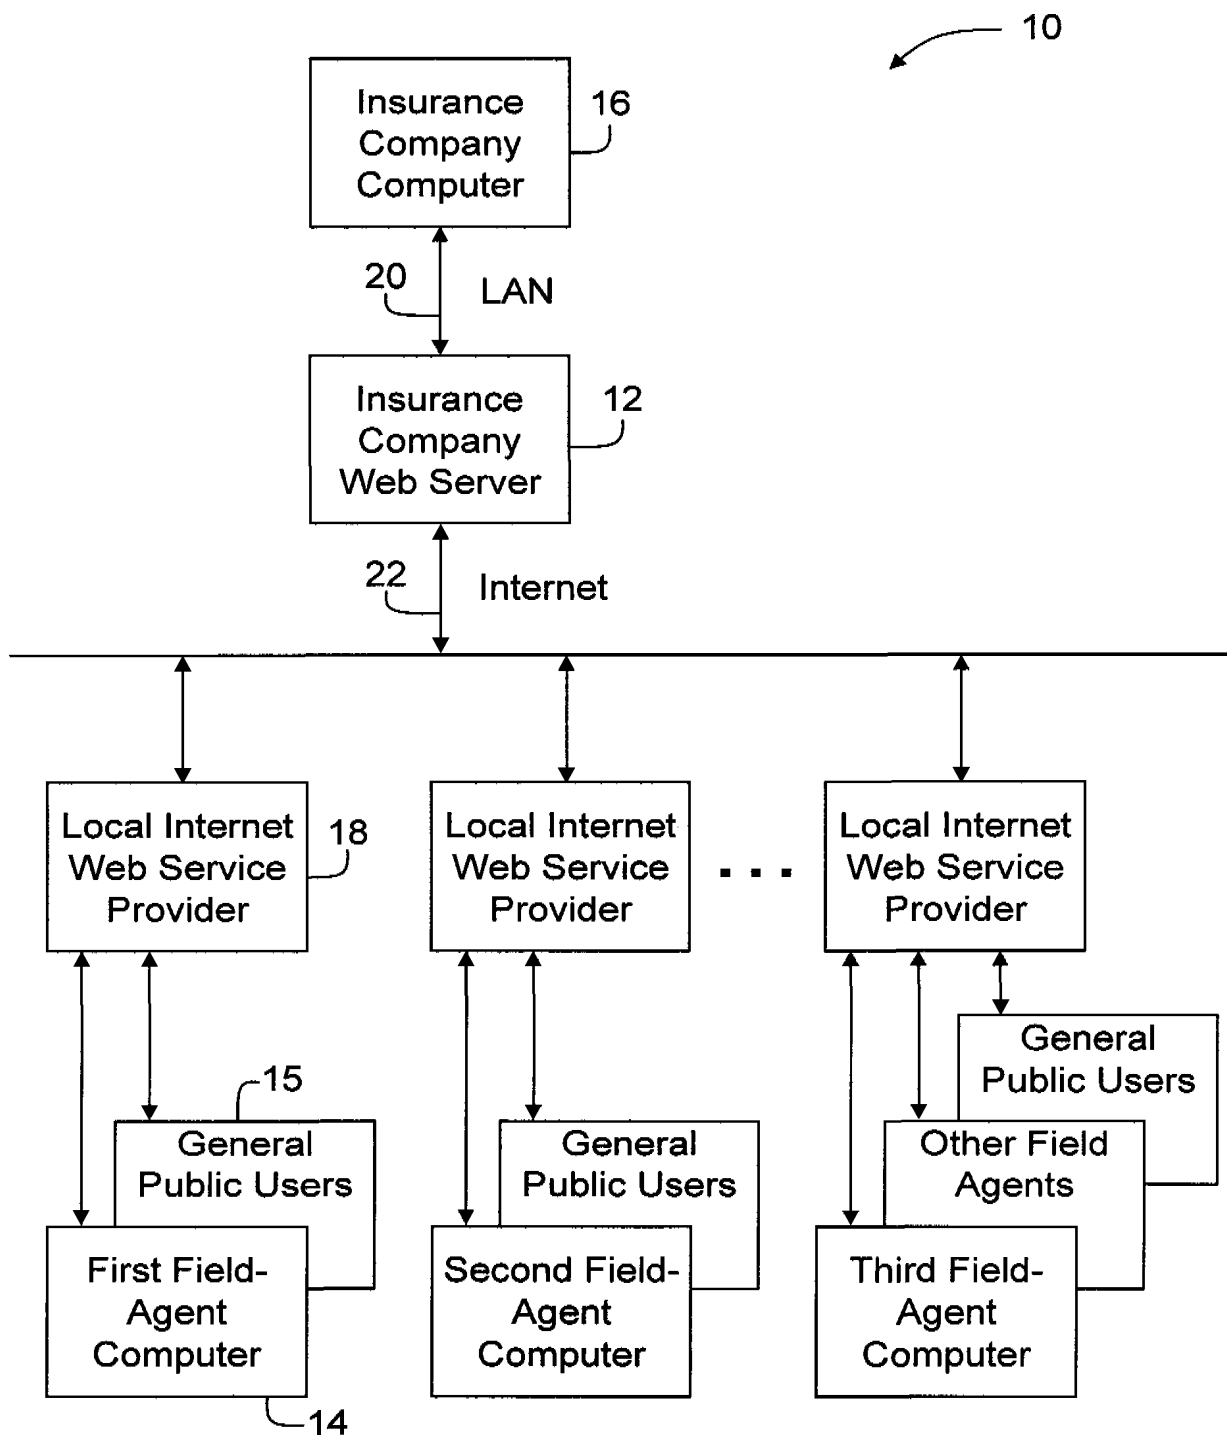 10
Insurance
Company
Computer
16
20
LAN
Insurance
Company
Web Server
12
22
Internet
Local Internet
Web Service
Provider
18
Local Internet
Web Service
Provider
. . .
Local Internet
Web Service
Provider
15
General
Public Users
First Field-
Agent
Computer
14
General
Public Users
Second Field-
Agent
Computer
General
Public Users
Other Field
Agents
Third Field-
Agent
Computer